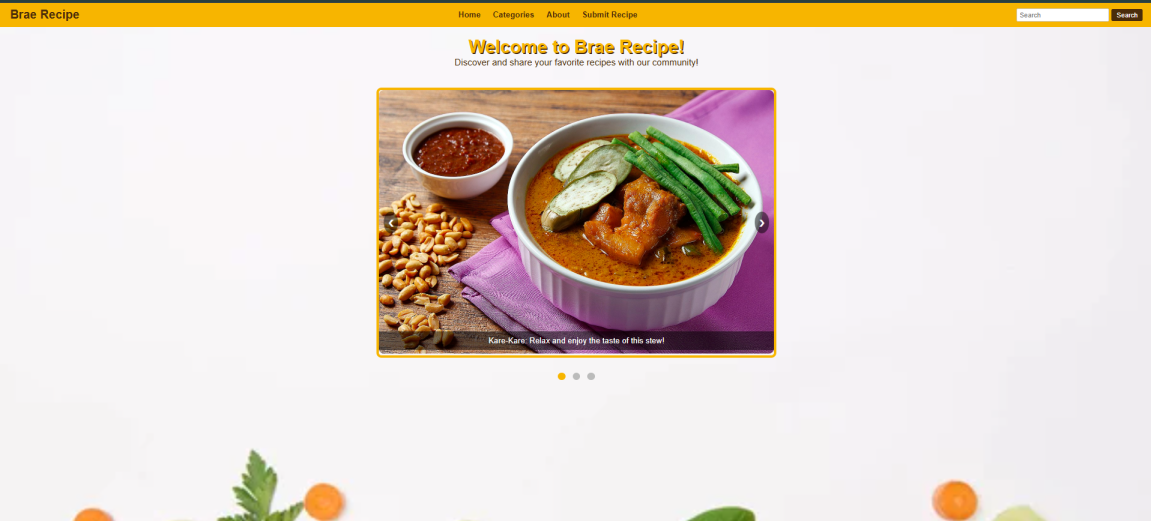 Brae Recipe
Home Categories About Submit Recipe
Search Search
Welcome to Brae Recipe!
Discover and share your favorite recipes with our community!
Kare-Kare: Relax and enjoy the taste of this stew!